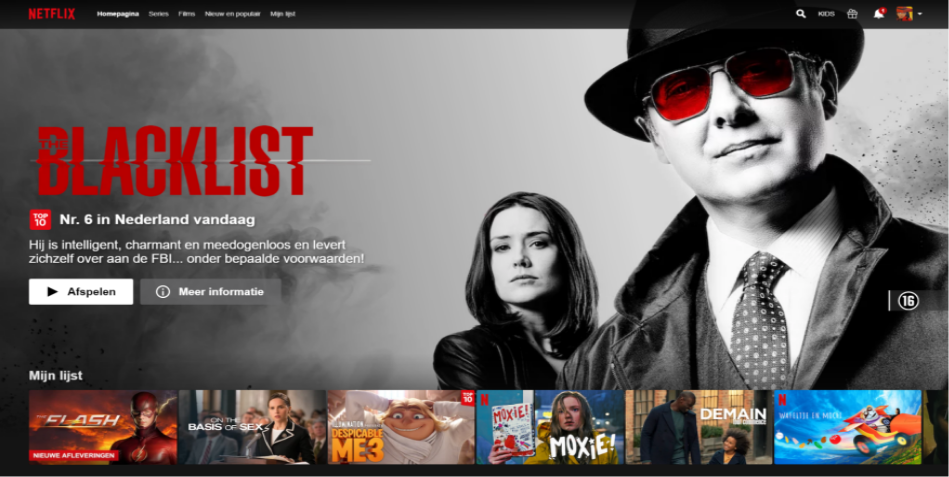 NETFLIX Homepagina Series Films Nieuw en populair Mijn lijst KIDS
THE
BLACKLIST
TOP 10 Nr. 6 in Nederland vandaag
Hij is intelligent, charmant en meedogenloos en levert
zichzelf over aan de FBI... onder bepaalde voorwaarden!
Afspelen Meer informatie
16
Mijn lijst
THE FLASH
NIEUWE AFLEVERINGEN
ON THE
BASIS OF SEX
ILLUMINATION
DESPICABLE
ME3
TOP 10
N
MOXIE!
MOXIE!
DEMAIN
N
WAFFELTJE EN MOCHI